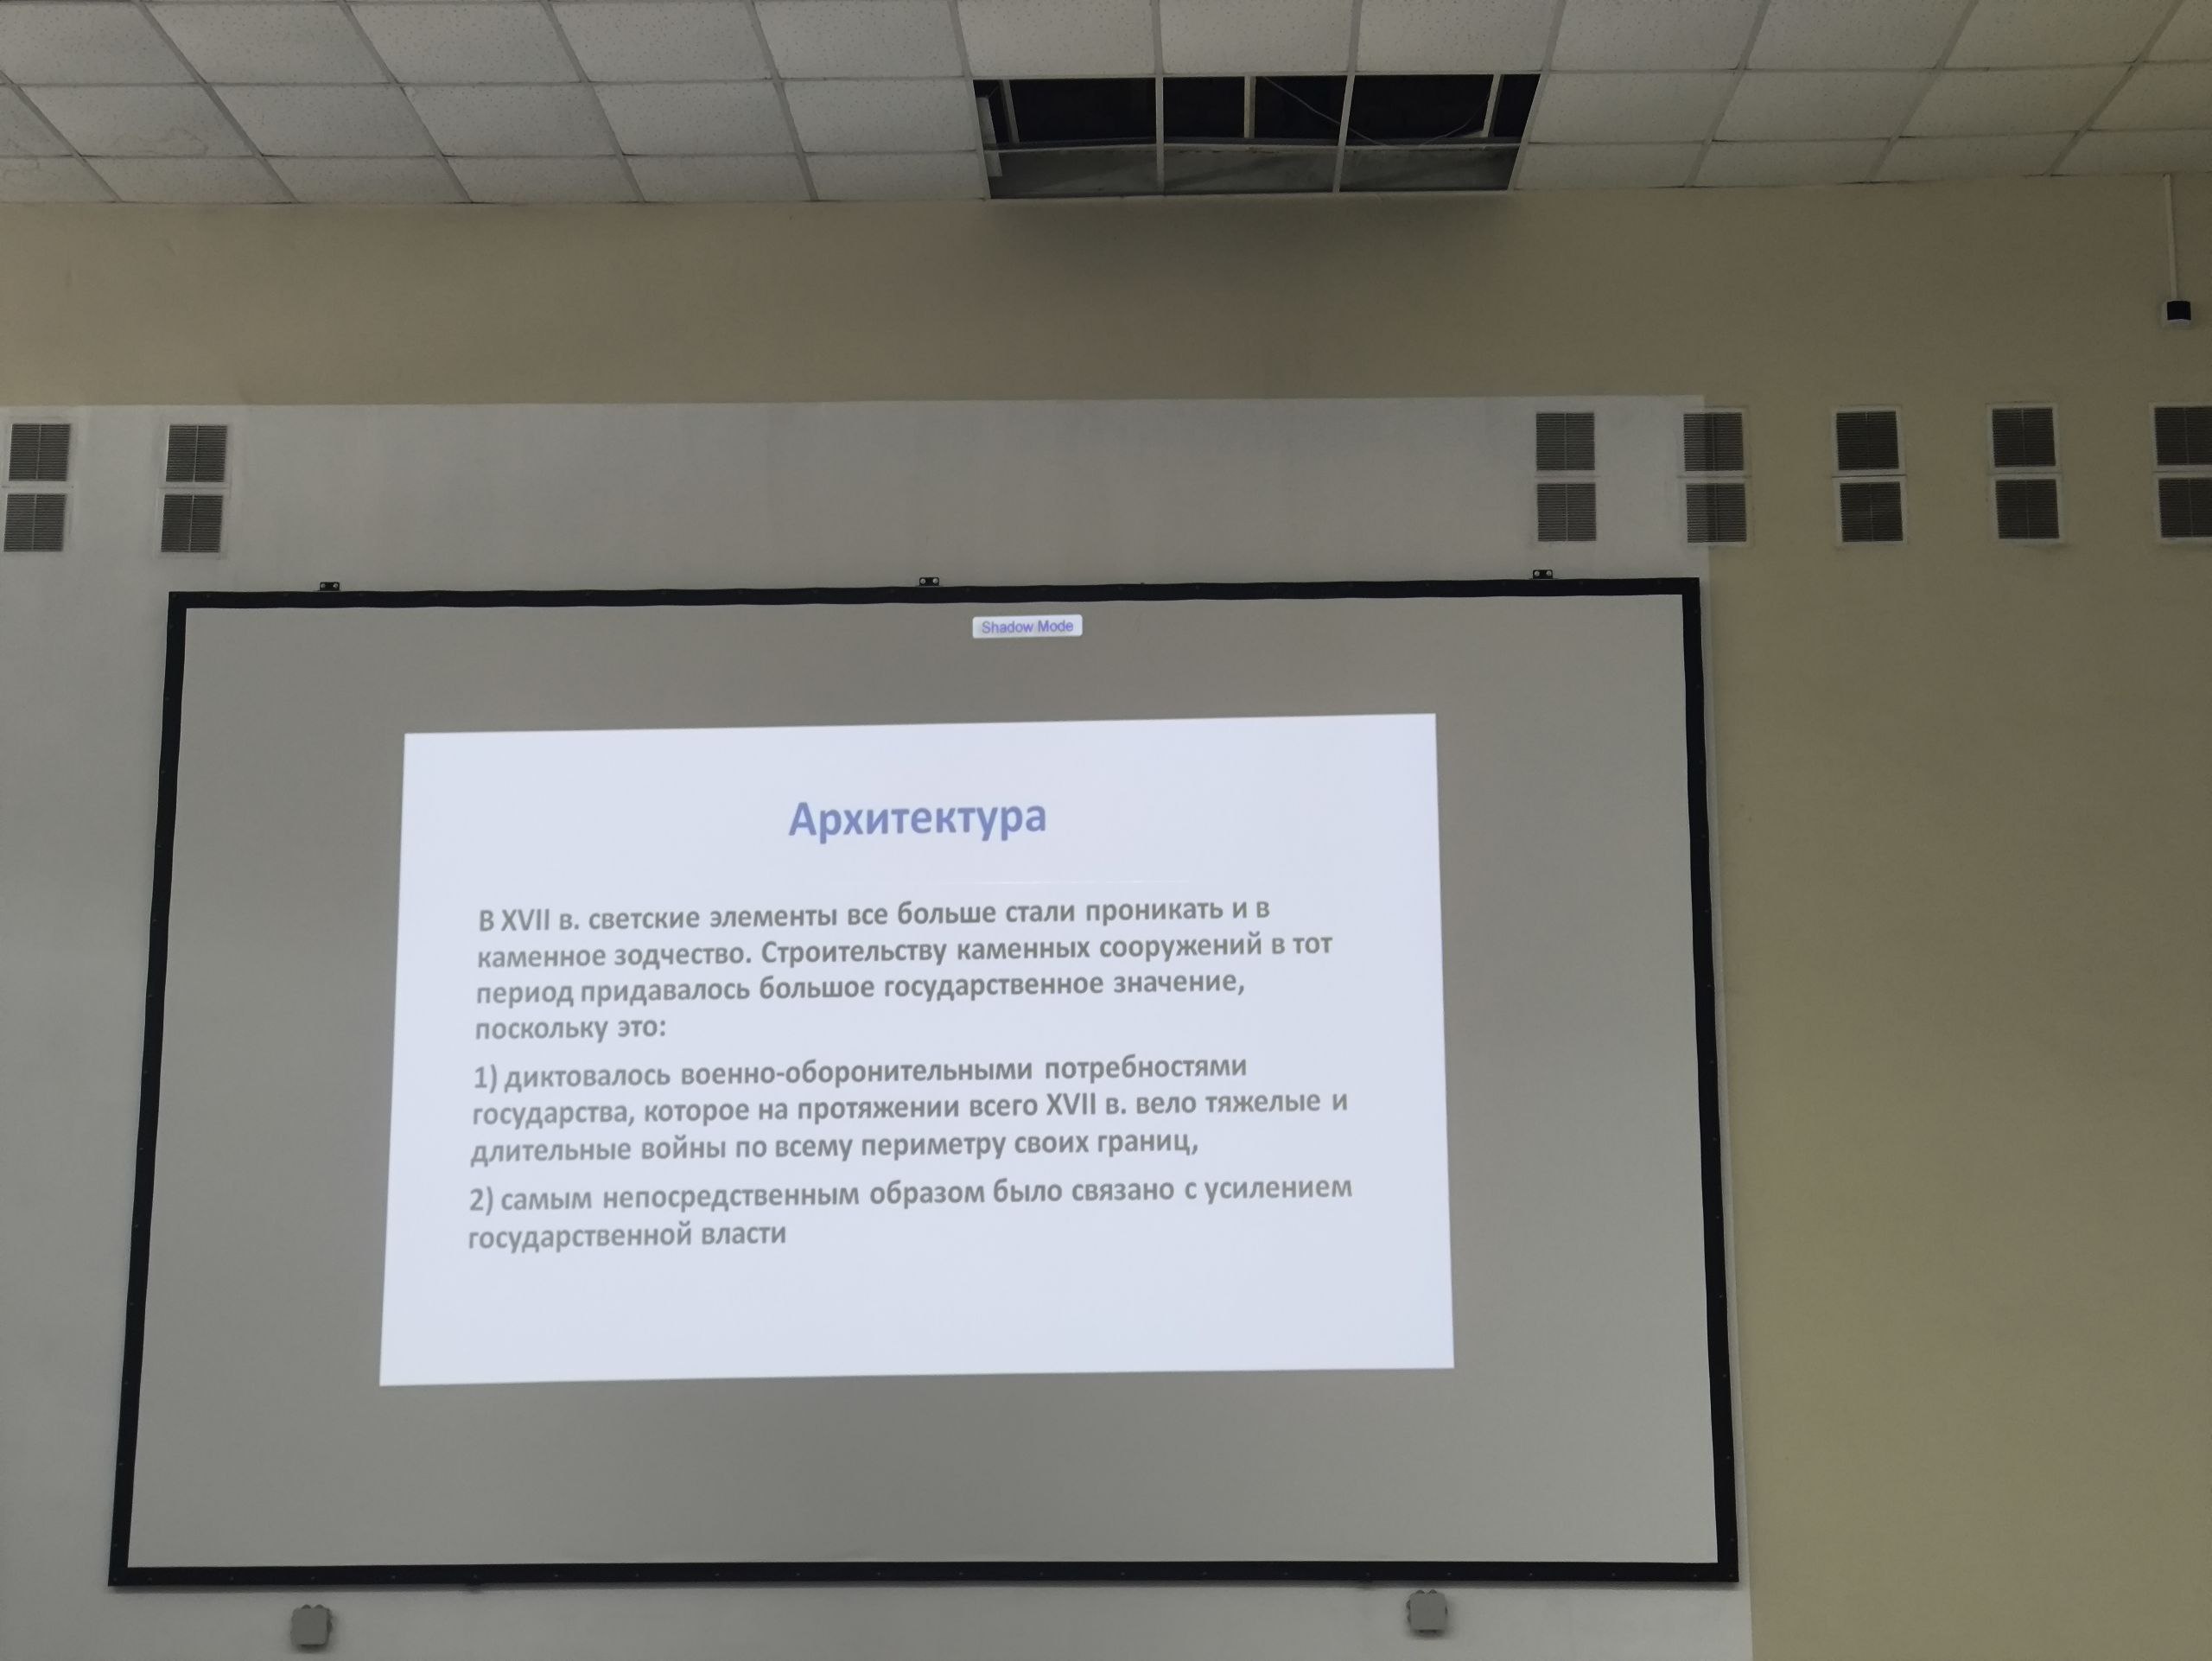 Shadow Mode
Архитектура
В XVII в. светские элементы все больше стали проникать и в
каменное зодчество. Строительству каменных сооружений в тот
период придавалось большое государственное значение,
поскольку это:
1) диктовалось военно-оборонительными потребностями
государства, которое на протяжении всего XVII в. вело тяжелые и
длительные войны по всему периметру своих границ,
2) самым непосредственным образом было связано с усилением
государственной власти